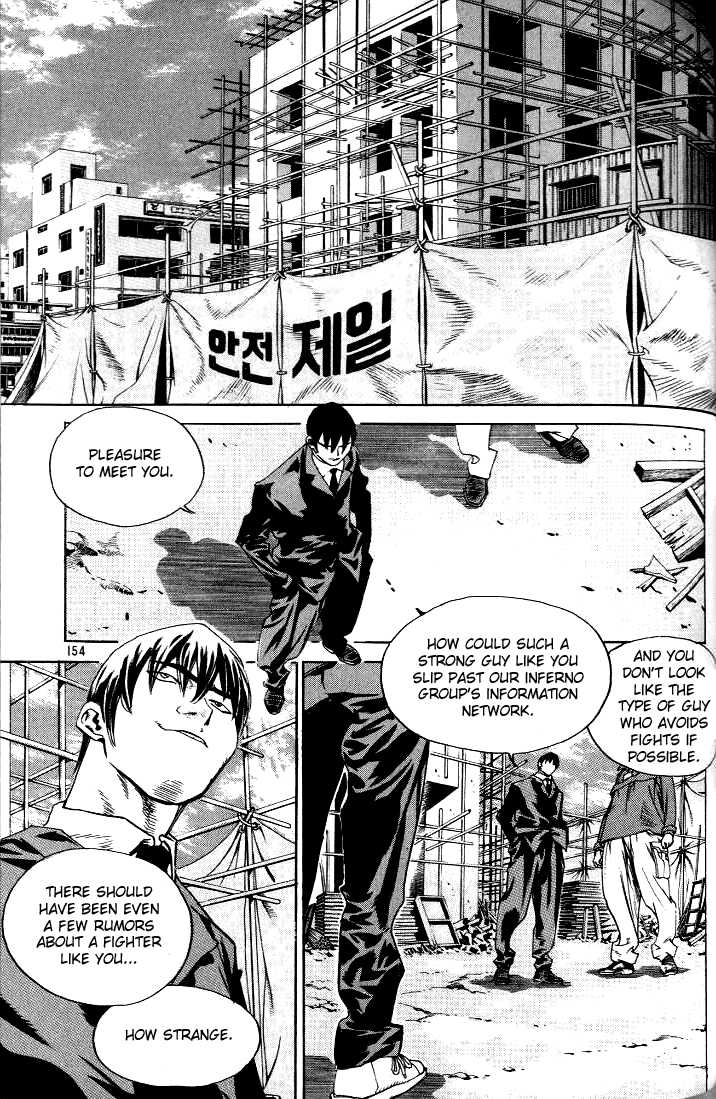 안전 제일
PLEASURE
TO MEET YOU.
154
HOW COULD SUCH A
STRONG GUY LIKE YOU
SLIP PAST OUR INFERNO
GROUP'S INFORMATION
NETWORK.
AND YOU
DON'T LOOK
LIKE THE
TYPE OF GUY
WHO AVOIDS
FIGHTS IF
POSSIBLE.
THERE SHOULD
HAVE BEEN EVEN
A FEW RUMORS
ABOUT A FIGHTER
LIKE YOU...
HOW STRANGE.